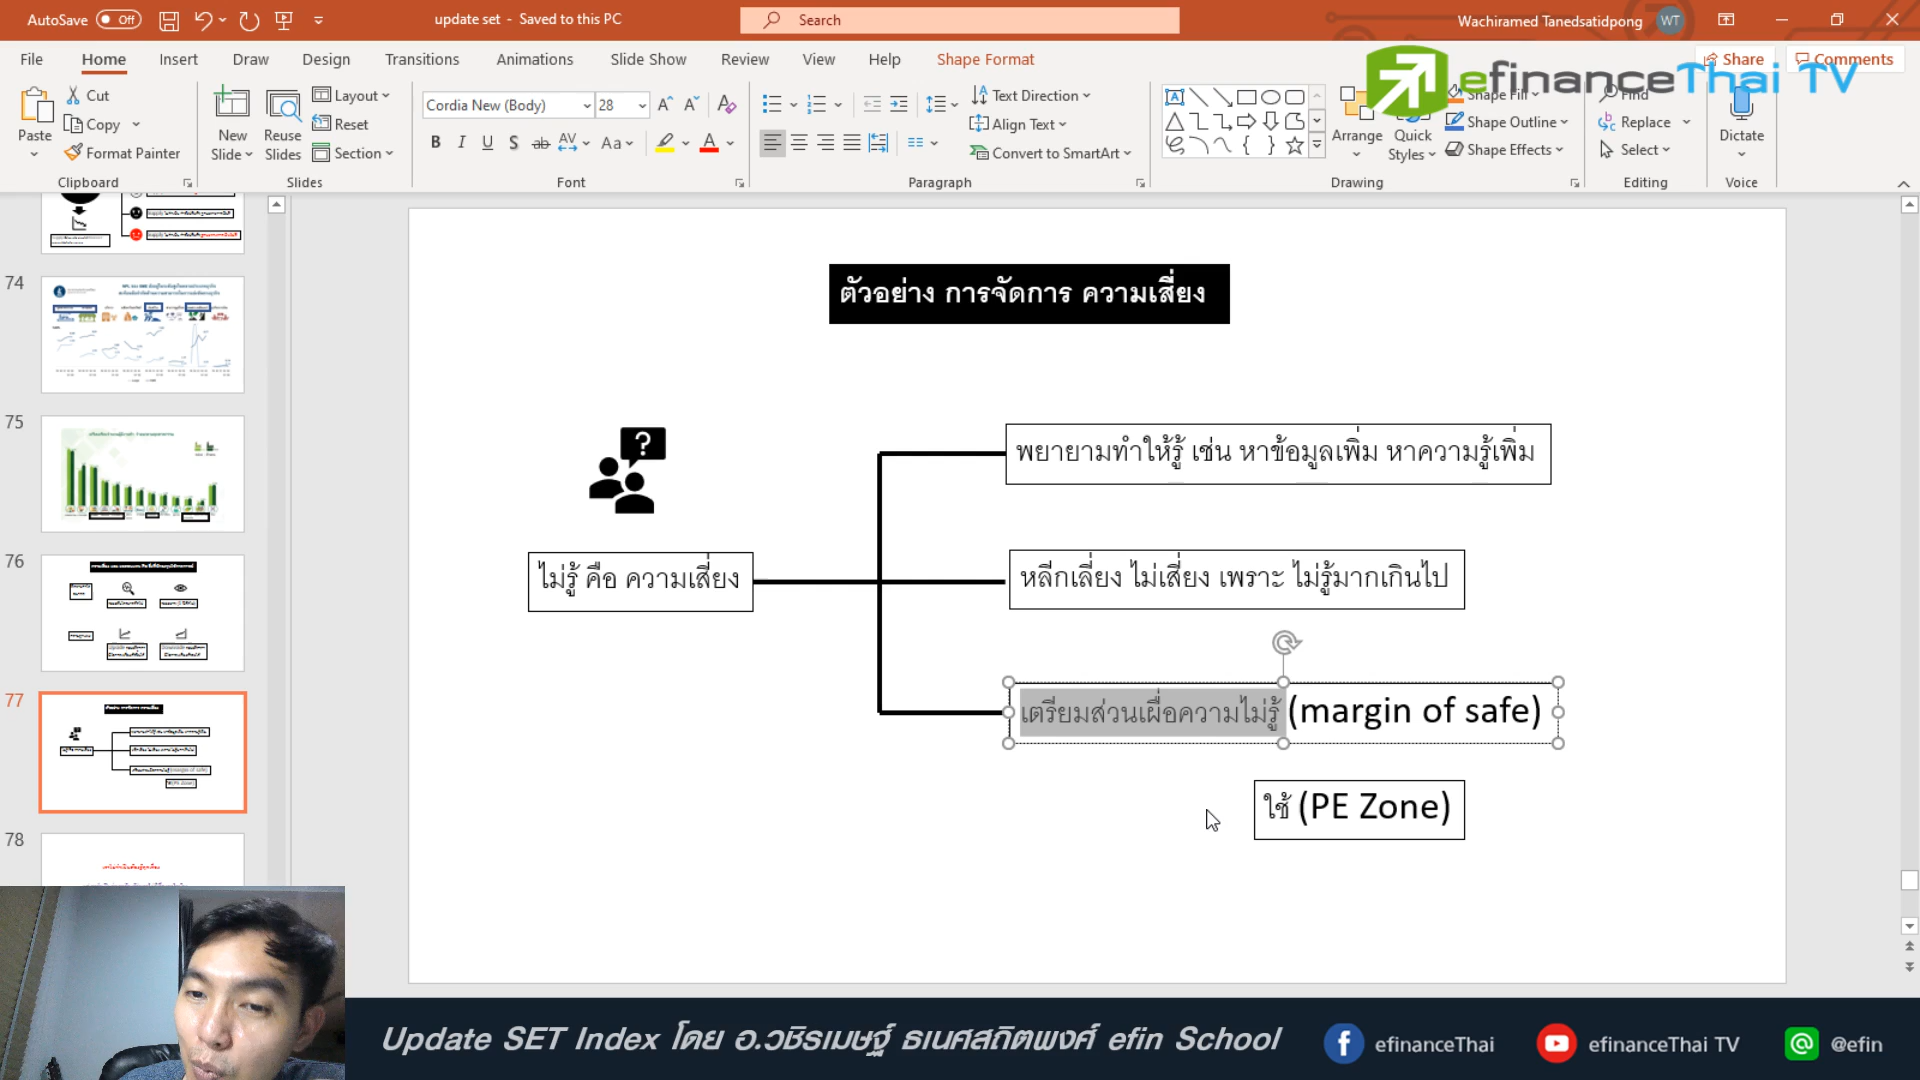 AutoSave Off
update set - Saved to this PC
Search
Wachiramed Tanedsatidpong WT
File Home Insert Draw Design Transitions Animations Slide Show Review View Help Shape Format
Share
Comments
efinanceThai TV
Paste
Cut
Copy
Format Painter
Clipboard
New Slide
Reuse Slides
Layout
Reset
Section
Slides
Cordia New (Body) 28
B I U S ab AV Aa A
Font
Text Direction
Align Text
Convert to SmartArt
Paragraph
Arrange
Quick Styles
Shape Fill
Shape Outline
Shape Effects
Drawing
Find
Replace
Select
Editing
Dictate
Voice
74
75
76
77
78
ตัวอย่าง การจัดการ ความเสี่ยง
?
พยายามทำให้รู้ เช่น หาข้อมูลเพิ่ม หาความรู้เพิ่ม
ไม่รู้ คือ ความเสี่ยง
หลีกเลี่ยง ไม่เสี่ยง เพราะ ไม่รู้มากเกินไป
เตรียมส่วนเผื่อความไม่รู้ (margin of safe)
ใช้ (PE Zone)
Update SET Index โดย อ.วชิรเมษฐ์ ธเนศสถิตพงศ์ efin School
efinanceThai
efinanceThai TV
@efin